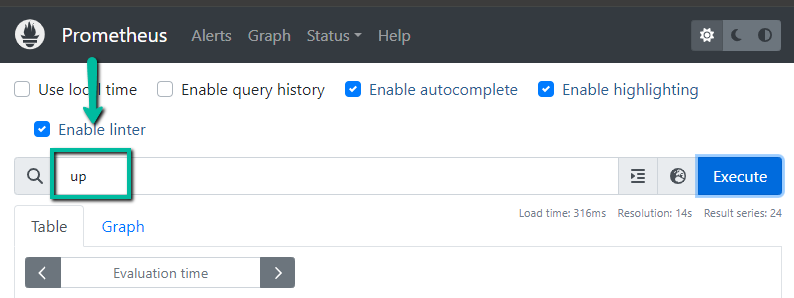 Prometheus Alerts Graph Status Help
Use local time Enable query history Enable autocomplete Enable highlighting
Enable linter
up Execute
Load time: 316ms Resolution: 14s Result series: 24
Table Graph
Evaluation time